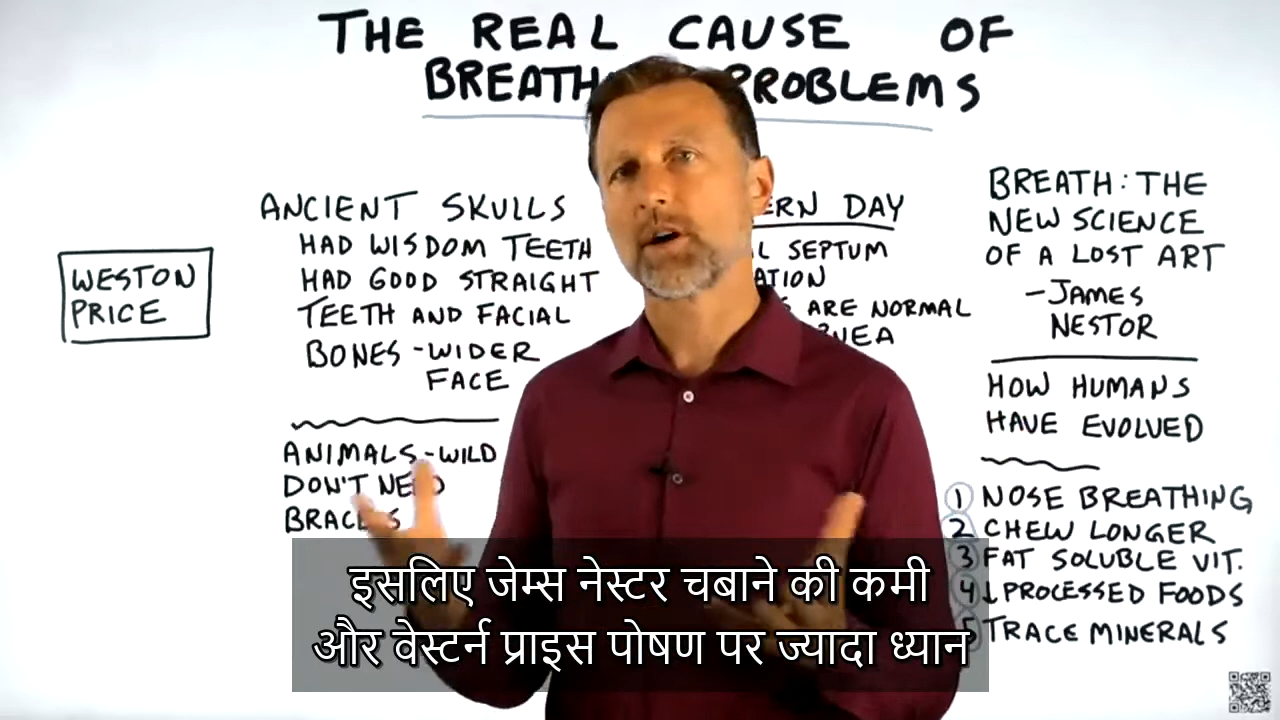 THE REAL CAUSE OF
BREATH PROBLEMS
WESTON
PRICE
ANCIENT SKULLS
HAD WISDOM TEETH
HAD GOOD STRAIGHT
TEETH AND FACIAL
BONES - WIDER
FACE
ANIMALS - WILD
DON'T NEED
BRACES
ERN DAY
SEPTUM
ATION
ARE NORMAL
NEA
BREATH: THE
NEW SCIENCE
OF A LOST ART
- JAMES
NESTOR
HOW HUMANS
HAVE EVOLVED
1 NOSE BREATHING
2 CHEW LONGER
3 FAT SOLUBLE VIT.
4 ↓ PROCESSED FOODS
5 TRACE MINERALS
इसलिए जेम्स नेस्टर चबाने की कमी
और वेस्टर्न प्राइस पोषण पर ज्यादा ध्यान